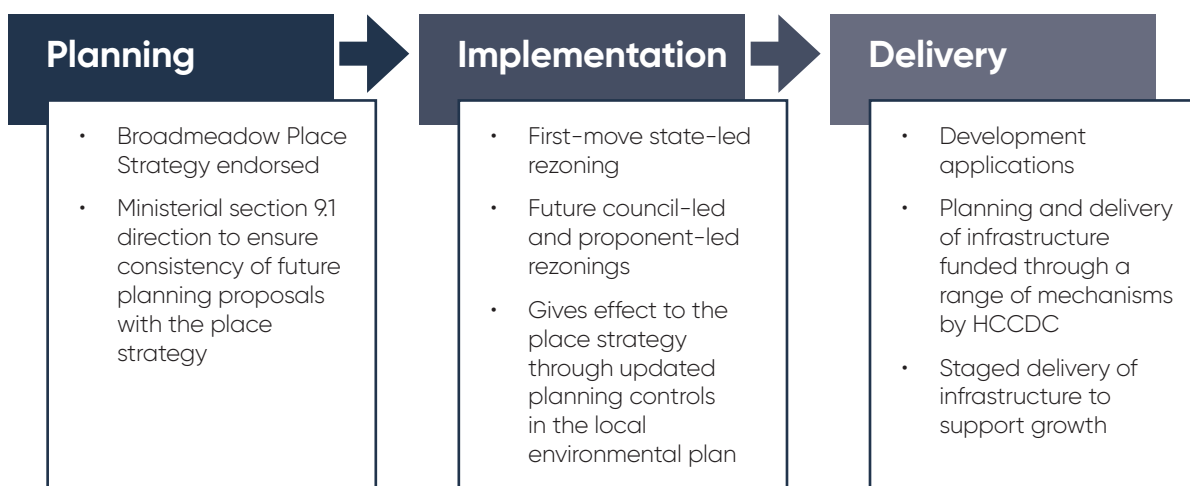 Planning
• Broadmeadow Place
Strategy endorsed
• Ministerial section 9.1
direction to ensure
consistency of future
planning proposals
with the place
strategy
Implementation
• First-move state-led
rezoning
• Future council-led
and proponent-led
rezonings
• Gives effect to the
place strategy
through updated
planning controls
in the local
environmental plan
Delivery
• Development
applications
• Planning and delivery
of infrastructure
funded through a
range of mechanisms
by HCCDC
• Staged delivery of
infrastructure to
support growth